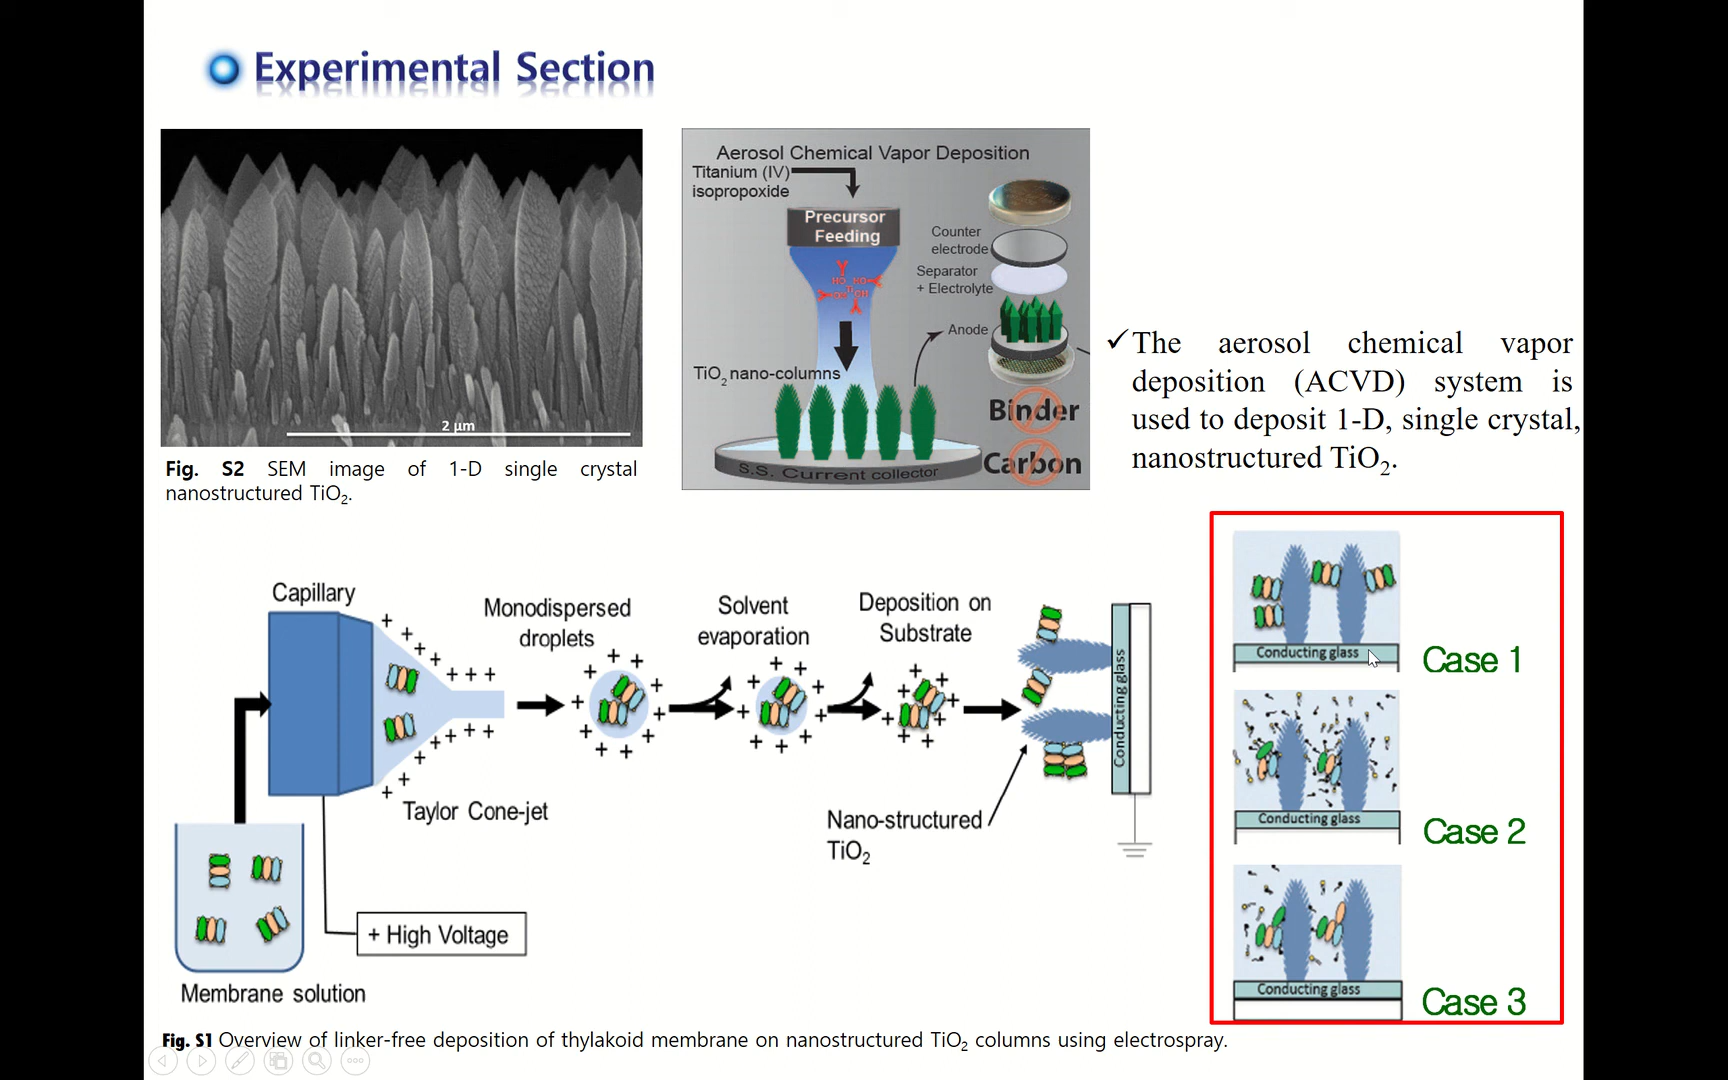 Experimental Section
2 μm
Fig. S2 SEM image of 1-D single crystal
nanostructured TiO2.
Aerosol Chemical Vapor Deposition
Titanium (IV)
isopropoxide
Precursor
Feeding
Counter
electrode
Separator
+ Electrolyte
Anode
TiO2 nano-columns
Binder
Carbon
S.S. Current collector
✓ The aerosol chemical vapor
deposition (ACVD) system is
used to deposit 1-D, single crystal,
nanostructured TiO2.
Capillary
Monodispersed
droplets
Solvent
evaporation
Deposition on
Substrate
Conducting glass
Taylor Cone-jet
Nano-structured
TiO2
+ High Voltage
Membrane solution
Conducting glass
Case 1
Conducting glass
Case 2
Conducting glass
Case 3
Fig. S1 Overview of linker-free deposition of thylakoid membrane on nanostructured TiO2 columns using electrospray.